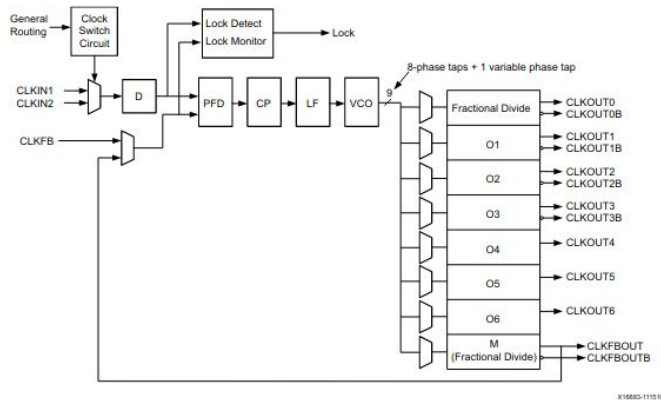 General
Routing
Clock
Switch
Circuit
Lock Detect
Lock Monitor
Lock
8-phase taps + 1 variable phase tap
9
CLKIN1
CLKIN2
D
PFD
CP
LF
VCO
CLKFB
Fractional Divide
CLKOUT0
CLKOUT0B
O1
CLKOUT1
CLKOUT1B
O2
CLKOUT2
CLKOUT2B
O3
CLKOUT3
CLKOUT3B
O4
CLKOUT4
O5
CLKOUT5
O6
CLKOUT6
M
(Fractional Divide)
CLKFBOUT
CLKFBOUTB